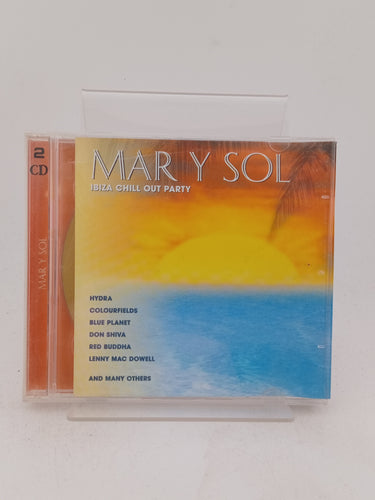 2
CD
MAR Y SOL
MAR Y SOL
IBIZA CHILL OUT PARTY
HYDRA
COLOURFIELDS
BLUE PLANET
DON SHIVA
RED BUDDHA
LENNY MAC DOWELL
AND MANY OTHERS